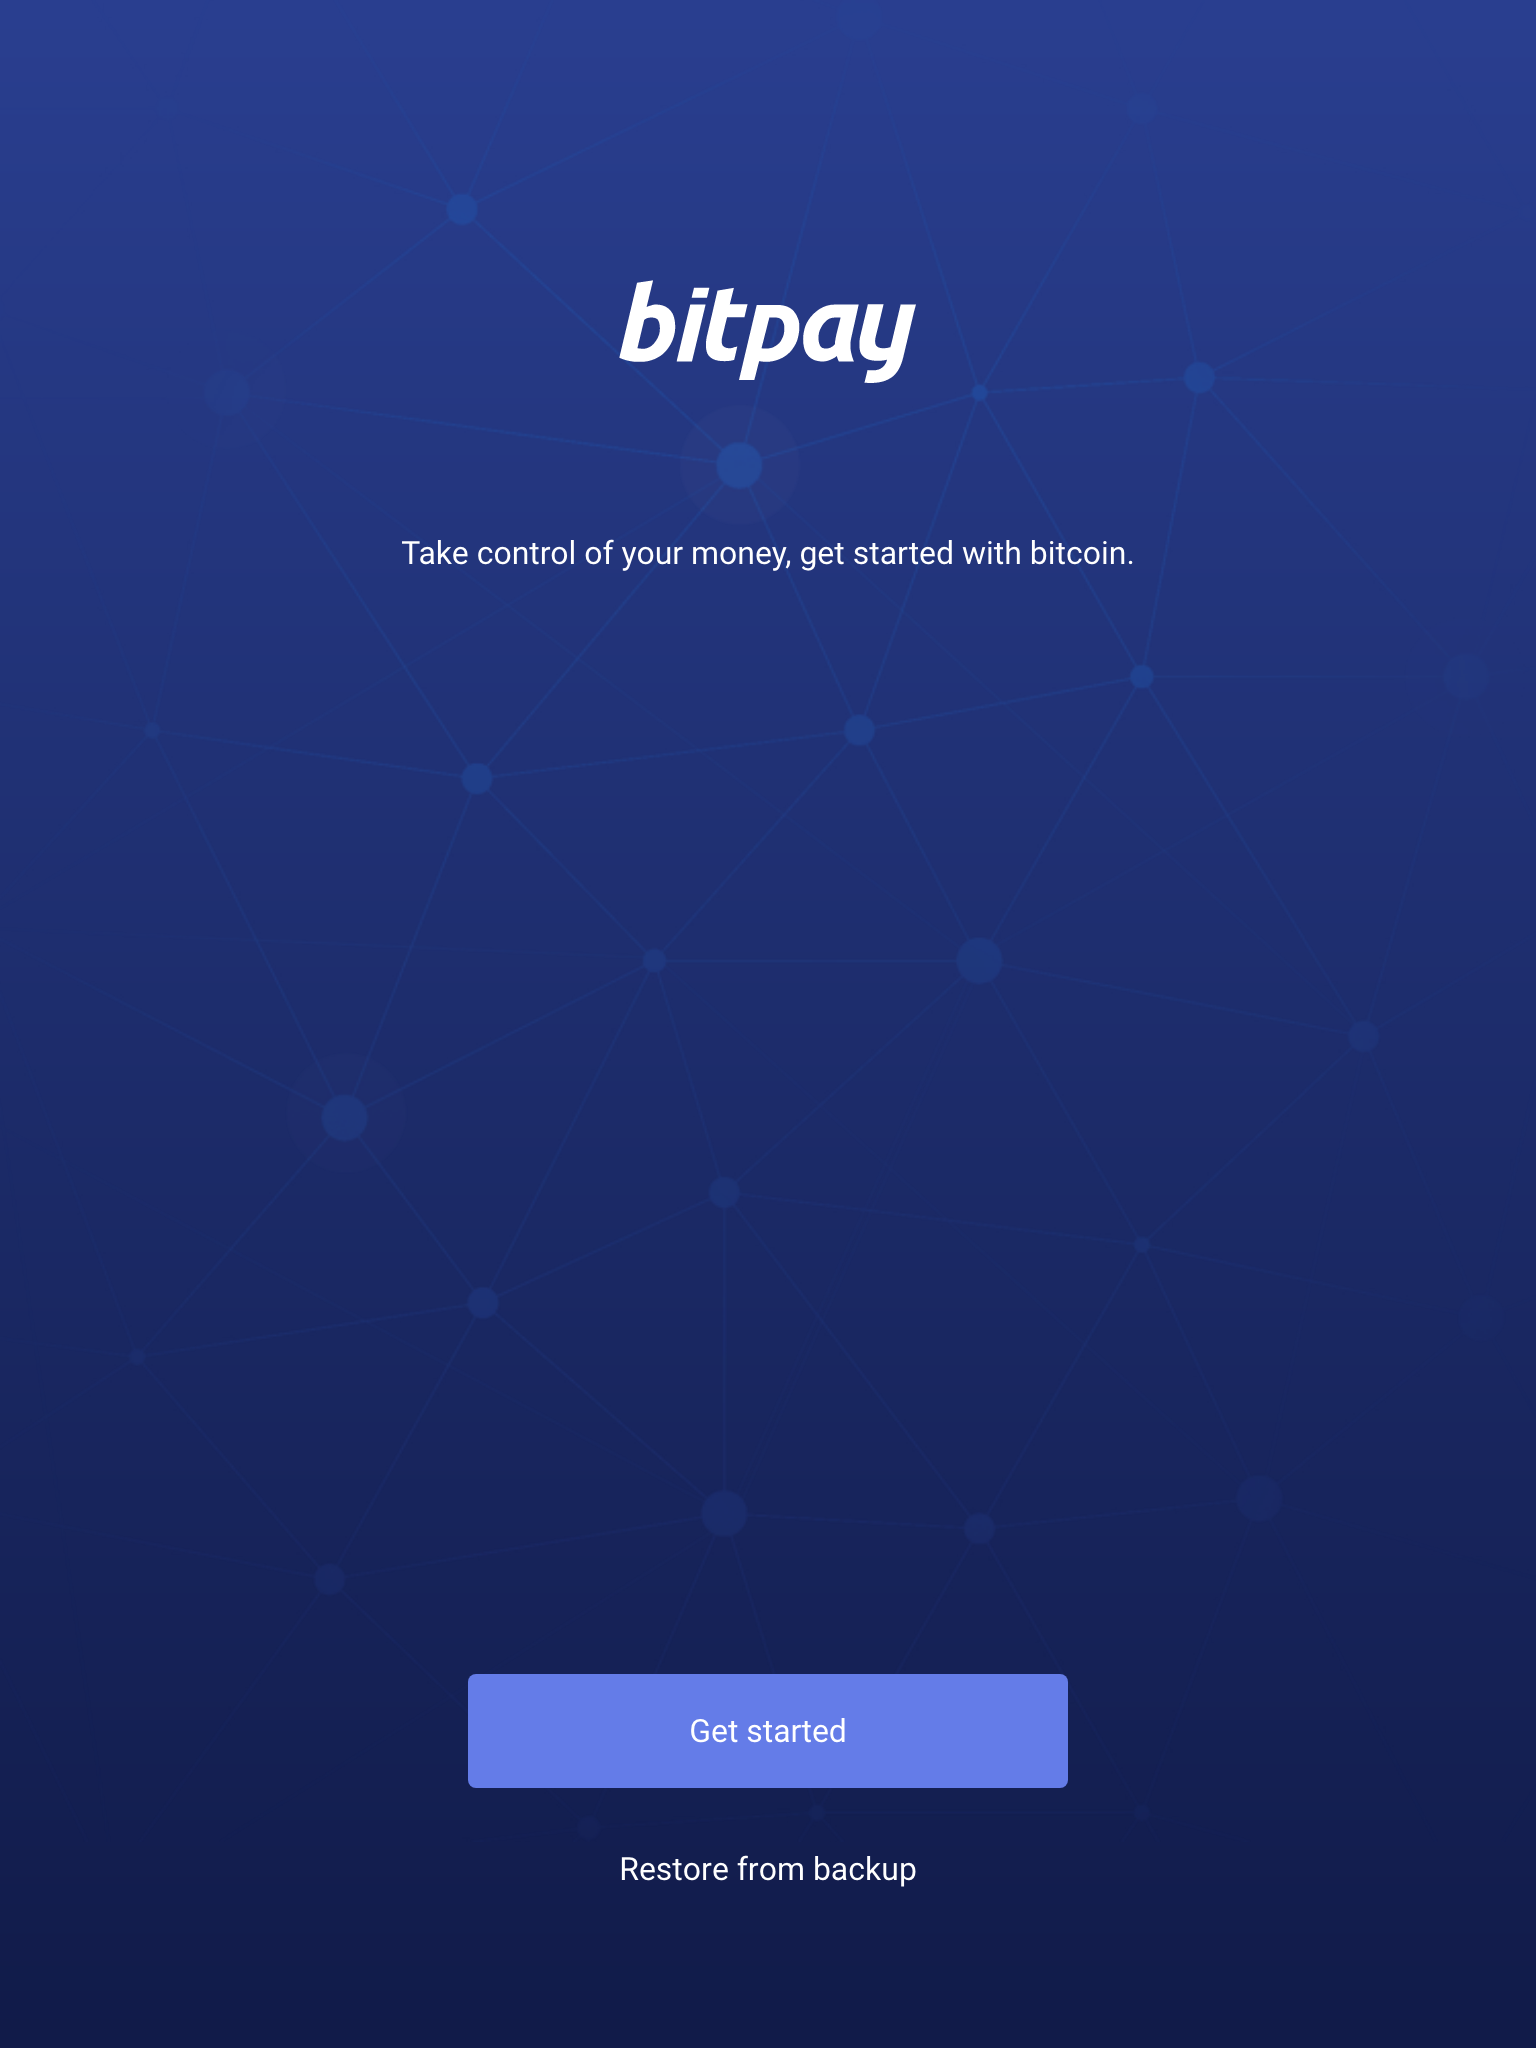 bitpay
Take control of your money, get started with bitcoin.
Get started
Restore from backup